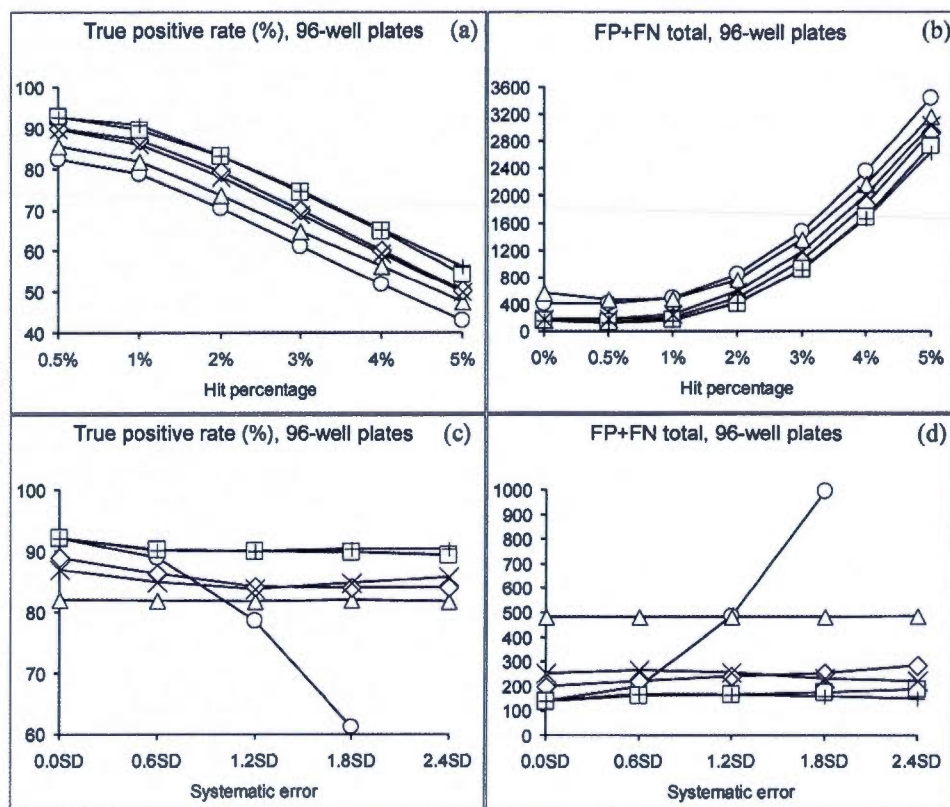 True positive rate (%), 96-well plates (a)
100
90
80
70
60
50
40
0.5% 1% 2% 3% 4% 5%
Hit percentage
FP+FN total, 96-well plates (b)
3600
3200
2800
2400
2000
1600
1200
800
400
0
0% 0.5% 1% 2% 3% 4% 5%
Hit percentage
True positive rate (%), 96-well plates (c)
100
90
80
70
60
0.0SD 0.6SD 1.2SD 1.8SD 2.4SD
Systematic error
FP+FN total, 96-well plates (d)
1000
900
800
700
600
500
400
300
200
100
0
0.0SD 0.6SD 1.2SD 1.8SD 2.4SD
Systematic error